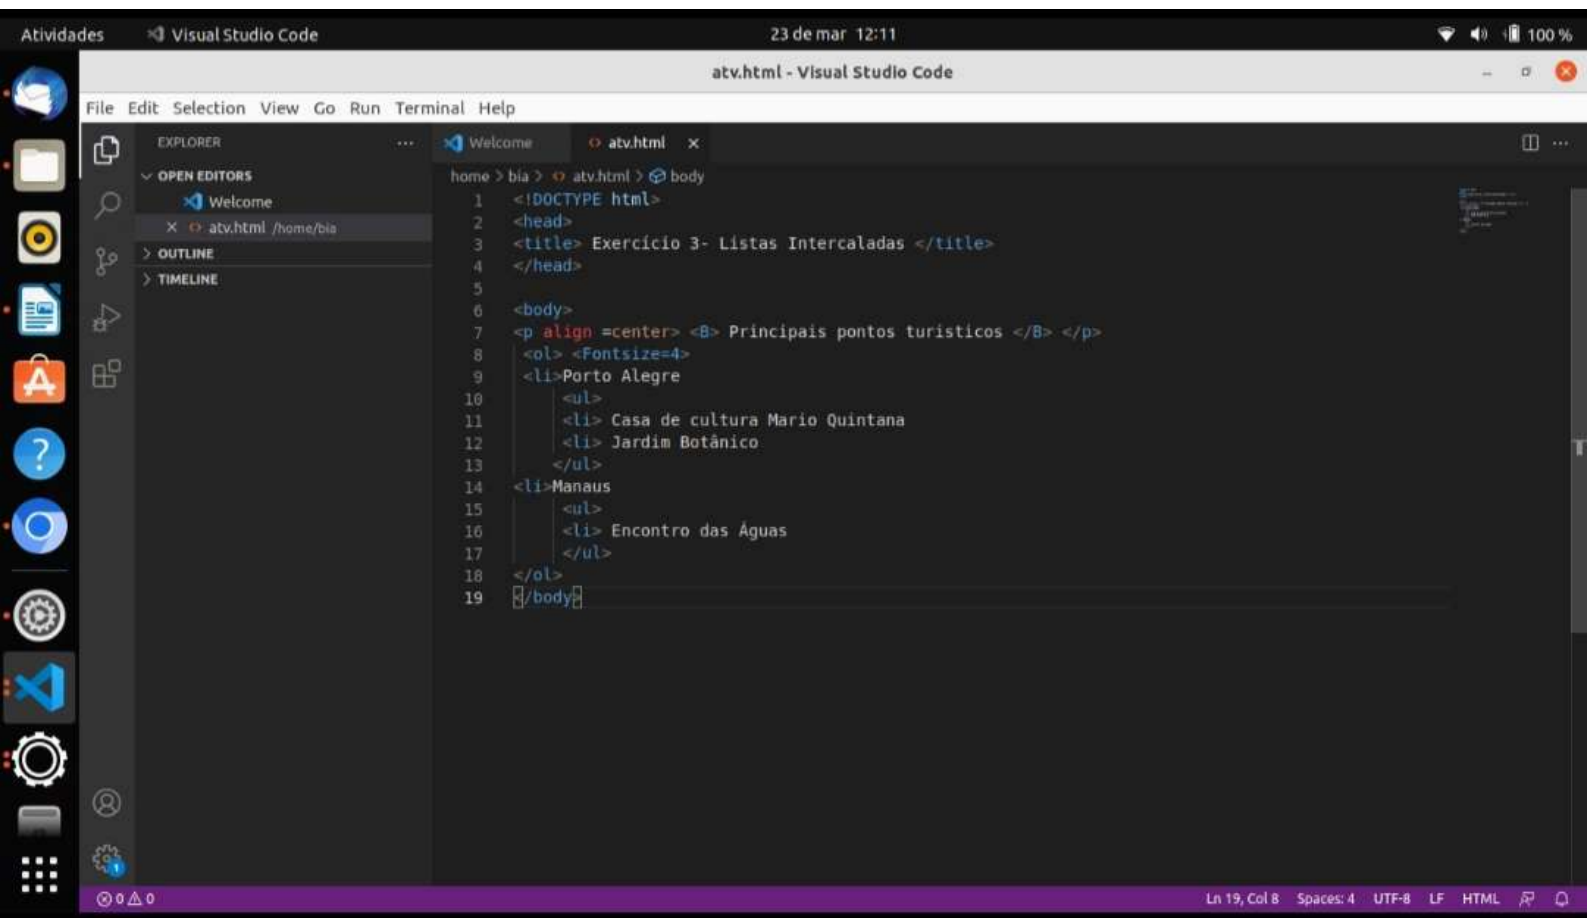 Atividades Visual Studio Code 23 de mar 12:11 100 %
atv.html - Visual Studio Code
File Edit Selection View Go Run Terminal Help
EXPLORER ···
OPEN EDITORS
Welcome
atv.html /home/bia
OUTLINE
TIMELINE
Welcome atv.html
home > bia > atv.html > body
1 <!DOCTYPE html>
2 <head>
3 <title> Exercício 3- Listas Intercaladas </title>
4 </head>
5
6 <body>
7 <p align =center> <B> Principais pontos turísticos </B> </p>
8 <ol> <Fontsize=4>
9 <li>Porto Alegre
10 <ul>
11 <li> Casa de cultura Mario Quintana
12 <li> Jardim Botânico
13 </ul>
14 <li>Manaus
15 <ul>
16 <li> Encontro das Águas
17 </ul>
18 </ol>
19 </body>
1
0 0 Ln 19, Col 8 Spaces: 4 UTF-8 LF HTML